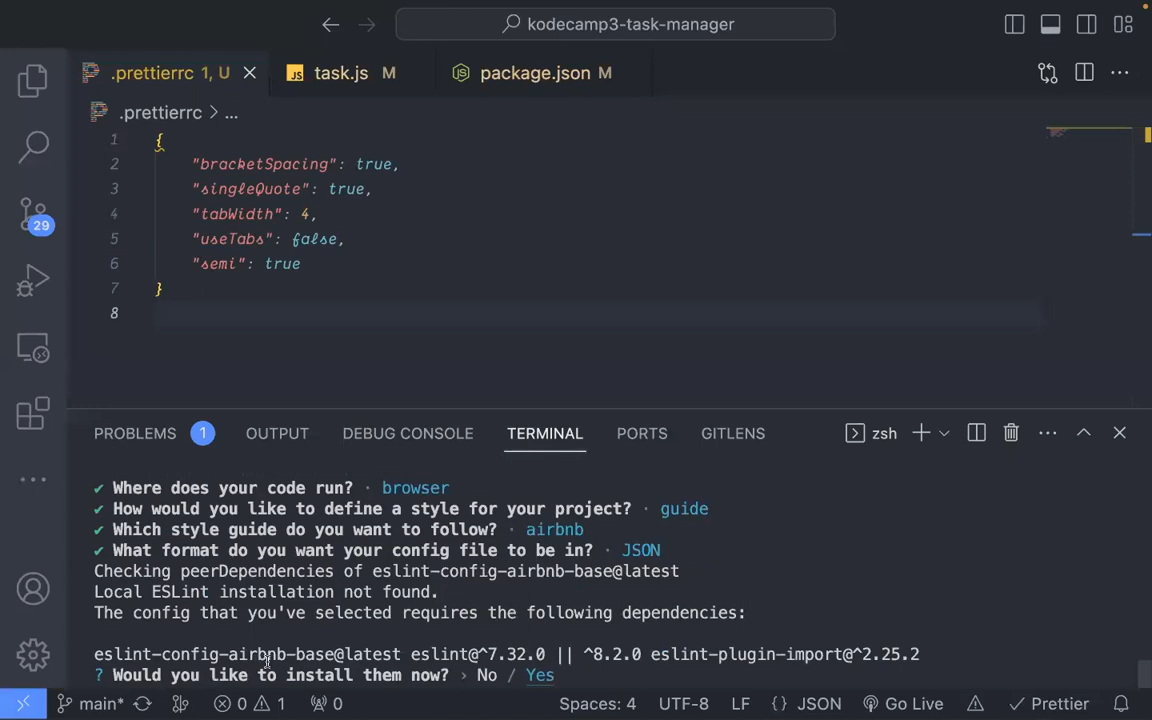 kodecamp3-task-manager
.prettierrc 1, U
task.js M
package.json M
.prettierrc > ...
1 {
2 "bracketSpacing": true,
3 "singleQuote": true,
4 "tabWidth": 4,
5 "useTabs": false,
6 "semi": true
7 }
8
29
PROBLEMS 1 OUTPUT DEBUG CONSOLE TERMINAL PORTS GITLENS zsh
✔ Where does your code run? · browser
✔ How would you like to define a style for your project? · guide
✔ Which style guide do you want to follow? · airbnb
✔ What format do you want your config file to be in? · JSON
Checking peerDependencies of eslint-config-airbnb-base@latest
Local ESLint installation not found.
The config that you've selected requires the following dependencies:
eslint-config-airbnb-base@latest eslint@^7.32.0 || ^8.2.0 eslint-plugin-import@^2.25.2
? Would you like to install them now? › No / Yes
main* 0 1 0 Spaces: 4 UTF-8 LF {} JSON Go Live Prettier